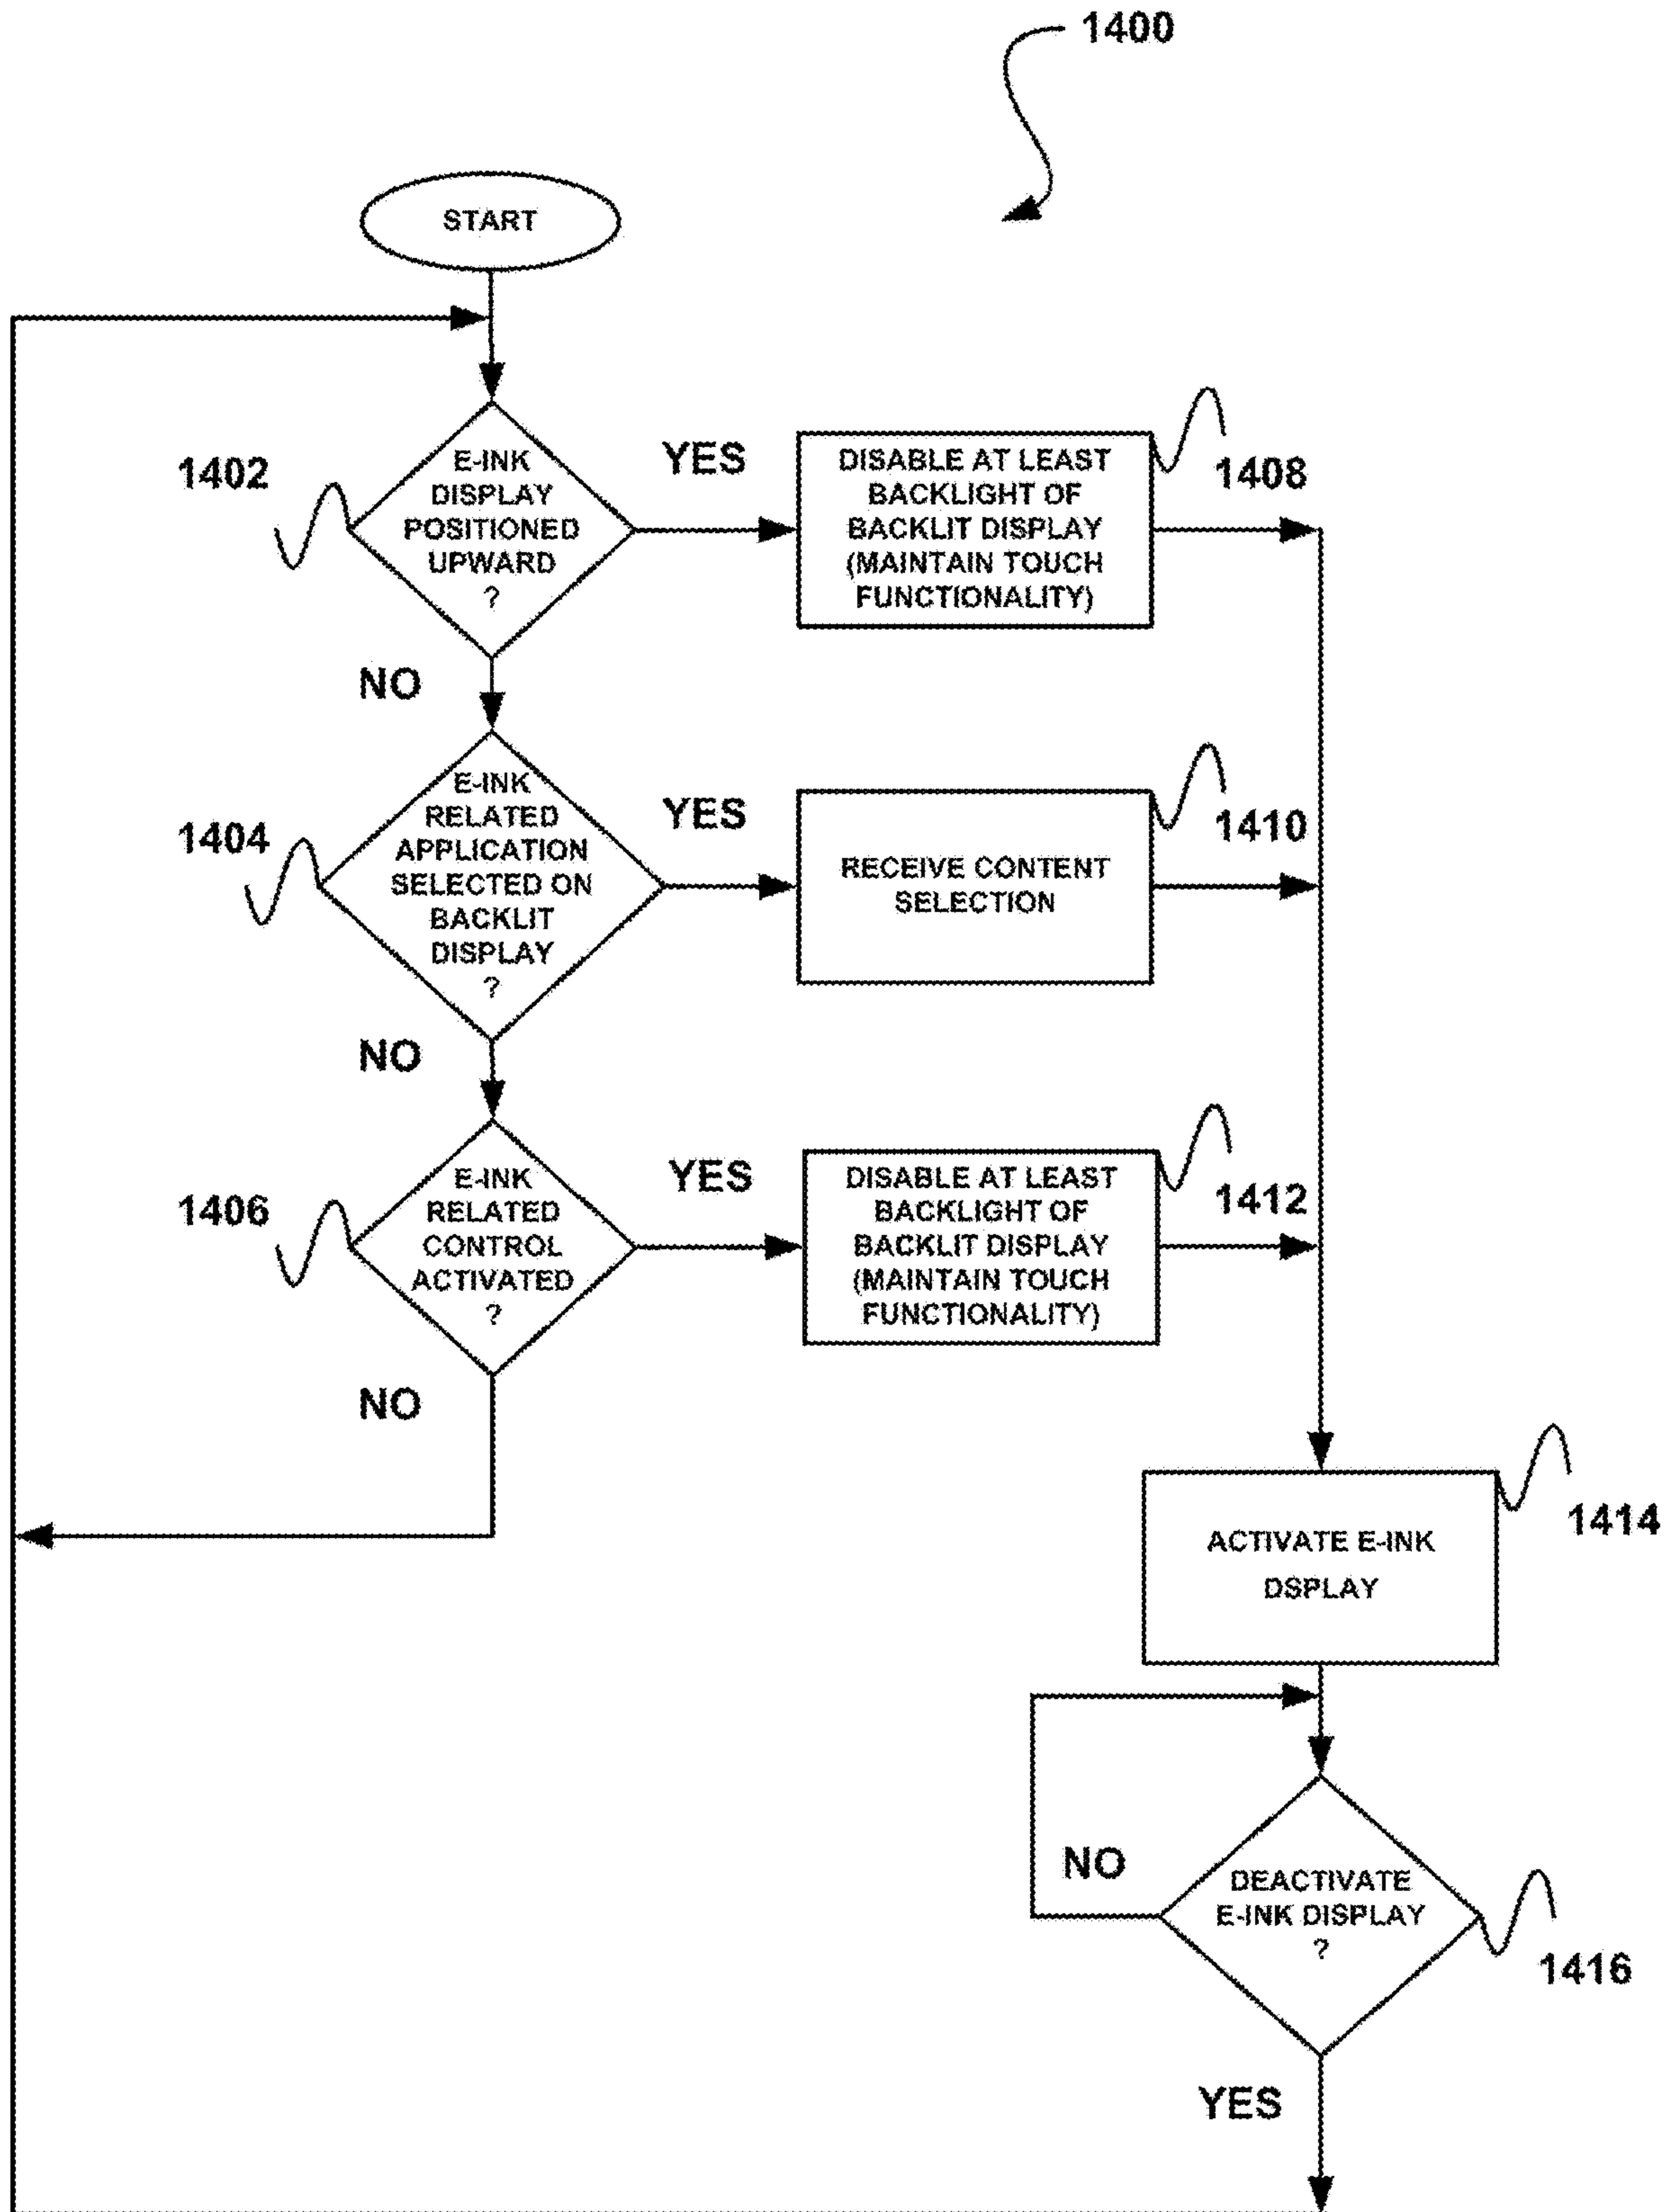 1400
START
1402
E-INK
DISPLAY
POSITIONED
UPWARD
?
YES
DISABLE AT LEAST
BACKLIGHT OF
BACKLIT DISPLAY
(MAINTAIN TOUCH
FUNCTIONALITY)
1408
NO
1404
E-INK
RELATED
APPLICATION
SELECTED ON
BACKLIT
DISPLAY
?
YES
RECEIVE CONTENT
SELECTION
1410
NO
1406
E-INK
RELATED
CONTROL
ACTIVATED
?
YES
DISABLE AT LEAST
BACKLIGHT OF
BACKLIT DISPLAY
(MAINTAIN TOUCH
FUNCTIONALITY)
1412
NO
ACTIVATE E-INK
DSPLAY
1414
NO
DEACTIVATE
E-INK DISPLAY
?
1416
YES